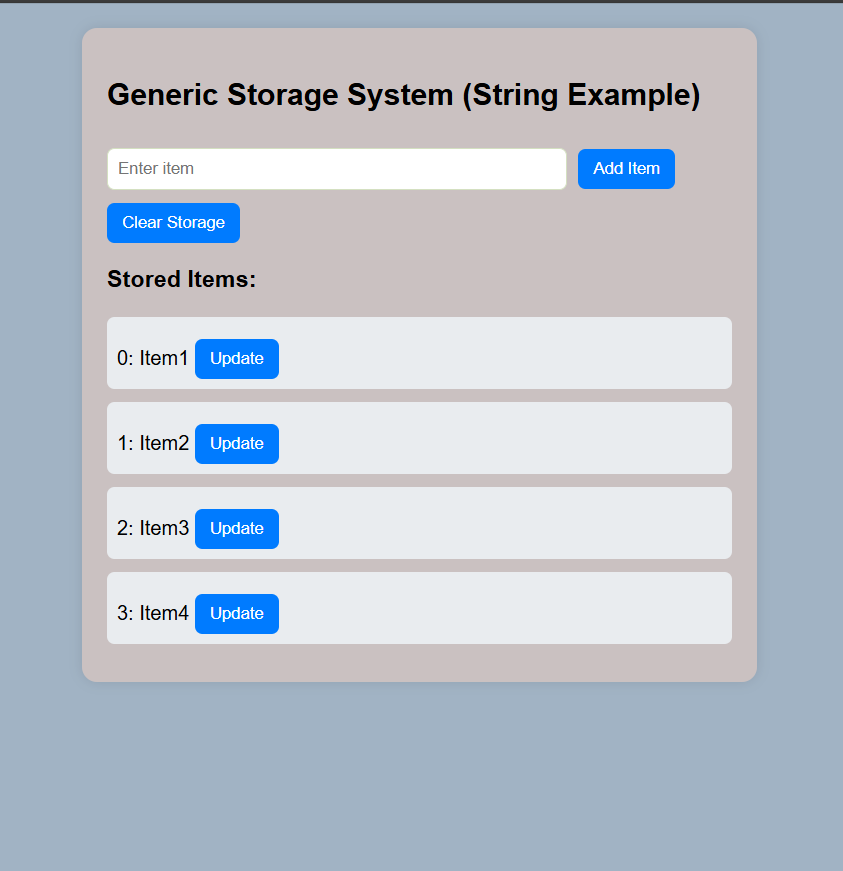 Generic Storage System (String Example)
Enter item Add Item
Clear Storage
Stored Items:
0: Item1 Update
1: Item2 Update
2: Item3 Update
3: Item4 Update